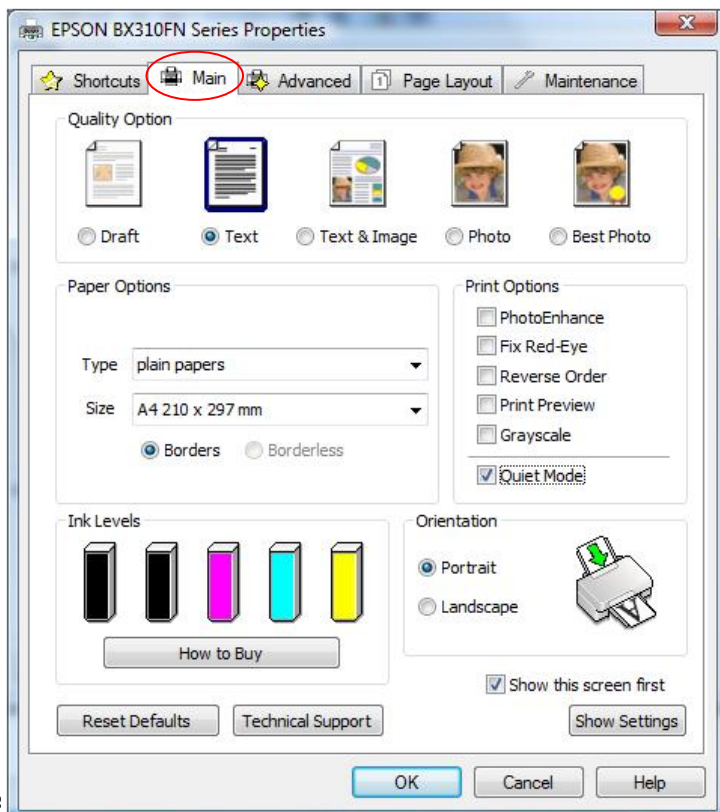 EPSON BX310FN Series Properties
Shortcuts Main Advanced 1 Page Layout Maintenance
Quality Option
Draft Text Text & Image Photo Best Photo
Paper Options
Type plain papers
Size A4 210 x 297 mm
Borders Borderless
Print Options
PhotoEnhance
Fix Red-Eye
Reverse Order
Print Preview
Grayscale
Quiet Mode
Ink Levels
How to Buy
Orientation
Portrait
Landscape
Show this screen first
Reset Defaults Technical Support Show Settings
OK Cancel Help